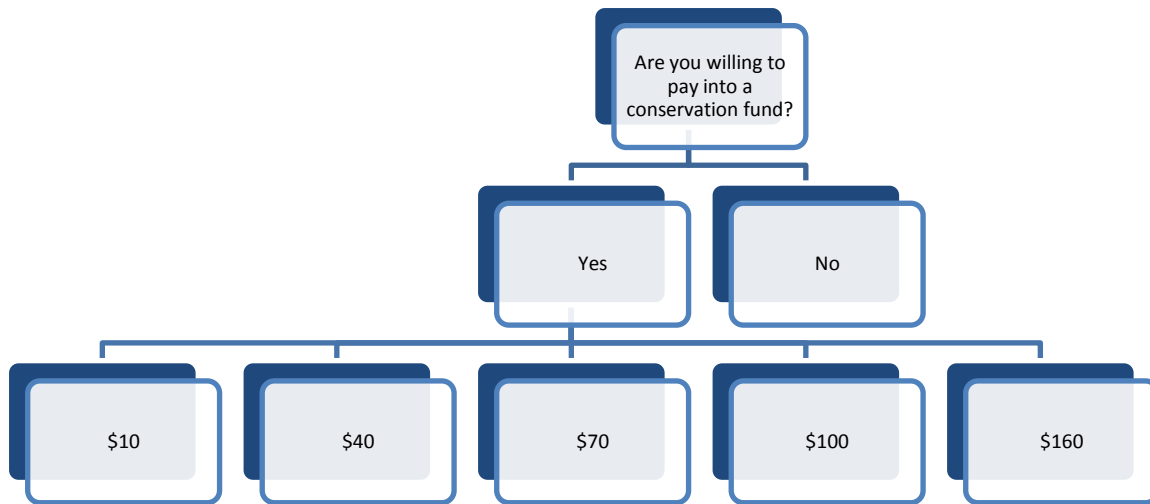 Are you willing to
pay into a
conservation fund?
Yes
No
$10
$40
$70
$100
$160